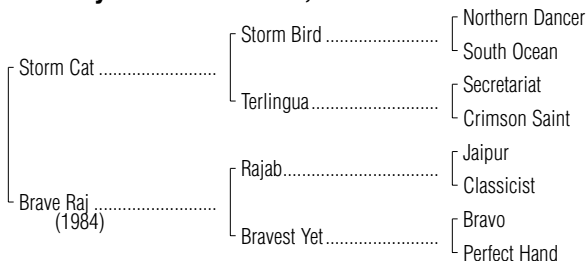 Northern Dancer
Storm Bird ........................
South Ocean
Storm Cat .........................
Secretariat
Terlingua ...........................
Crimson Saint
Jaipur
Rajab.................................
Classicist
Brave Raj ..........................
(1984)
Bravo
Bravest Yet ........................
Perfect Hand